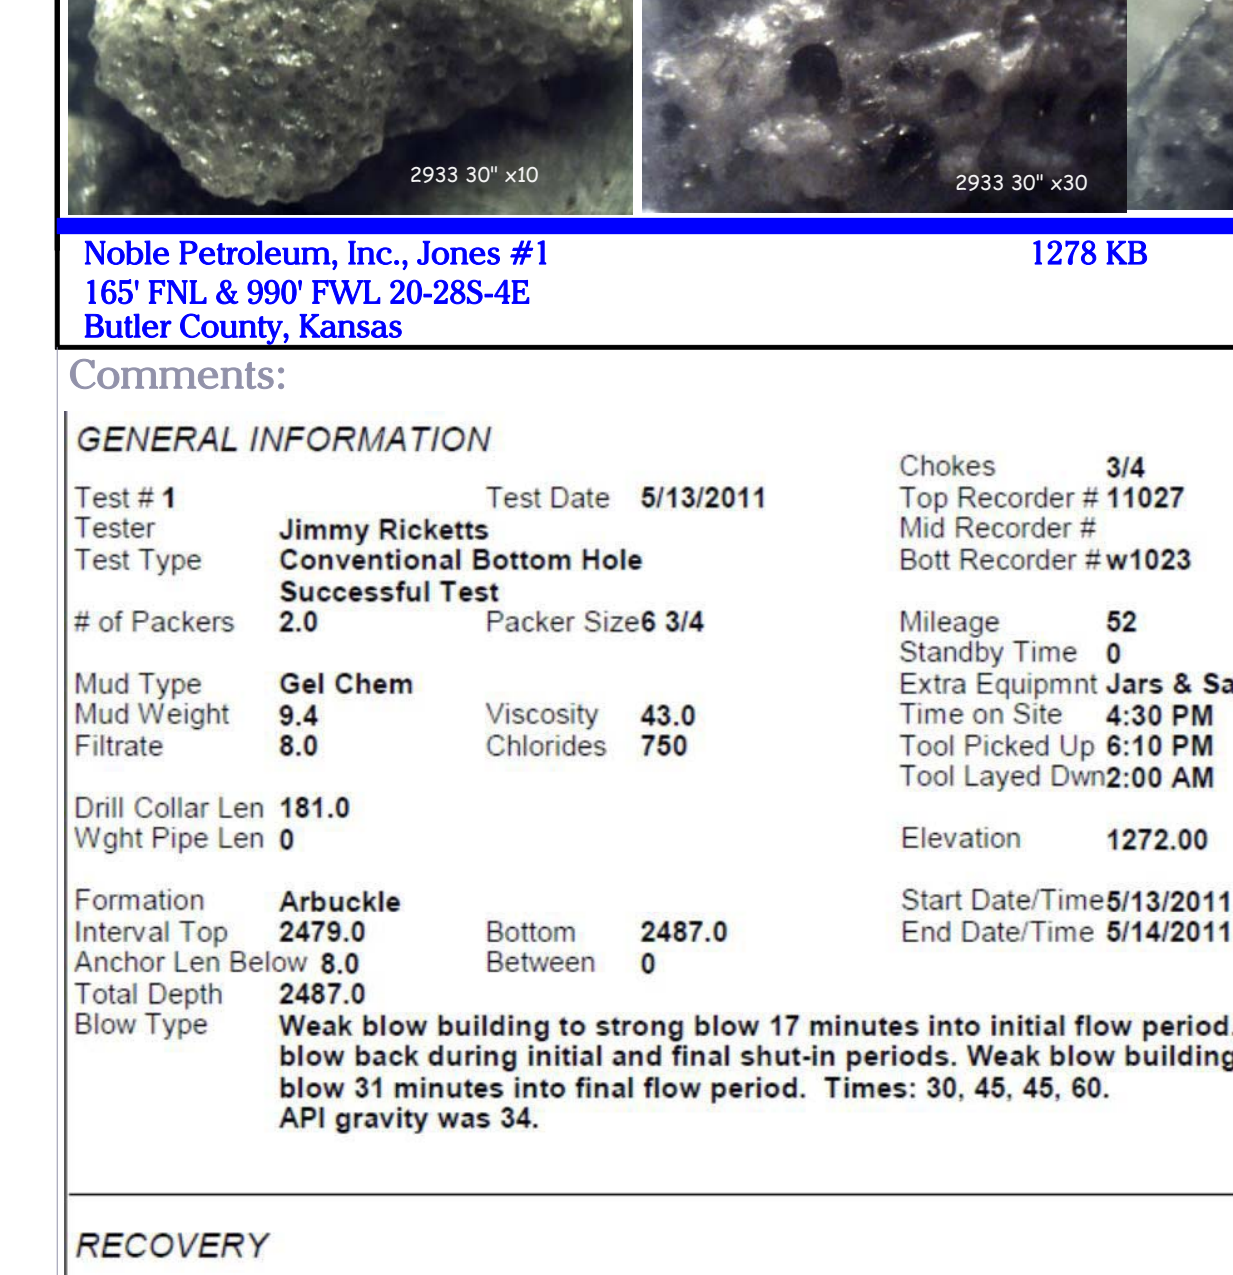 2933 30" x10
2933 30" x30
Noble Petroleum, Inc., Jones #1 1278 KB
165' FNL & 990' FWL 20-28S-4E
Butler County, Kansas
Comments:
GENERAL INFORMATION
Chokes 3/4
Test # 1 Test Date 5/13/2011 Top Recorder # 11027
Tester Jimmy Ricketts Mid Recorder #
Test Type Conventional Bottom Hole Bott Recorder # w1023
Successful Test
# of Packers 2.0 Packer Size 6 3/4 Mileage 52
Standby Time 0
Mud Type Gel Chem Extra Equipmnt Jars & Sa
Mud Weight 9.4 Viscosity 43.0 Time on Site 4:30 PM
Filtrate 8.0 Chlorides 750 Tool Picked Up 6:10 PM
Tool Layed Dwn 2:00 AM
Drill Collar Len 181.0
Wght Pipe Len 0 Elevation 1272.00
Formation Arbuckle Start Date/Time 5/13/2011
Interval Top 2479.0 Bottom 2487.0 End Date/Time 5/14/2011
Anchor Len Below 8.0 Between 0
Total Depth 2487.0
Blow Type Weak blow building to strong blow 17 minutes into initial flow period.
blow back during initial and final shut-in periods. Weak blow building
blow 31 minutes into final flow period. Times: 30, 45, 45, 60.
API gravity was 34.
RECOVERY